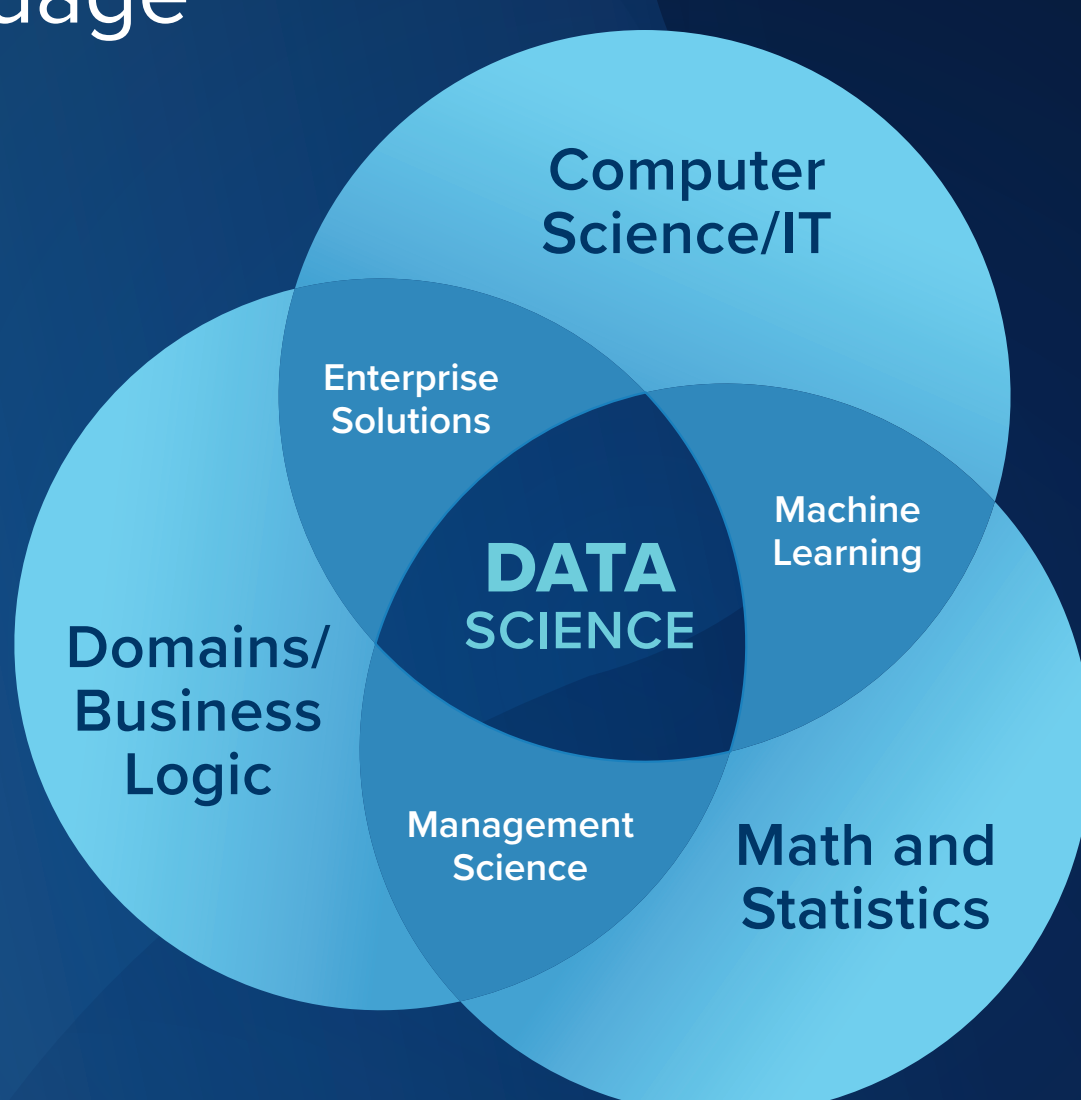 Computer
Science/IT
Enterprise
Solutions
Machine
Learning
DATA
SCIENCE
Domains/
Business
Logic
Management
Science
Math and
Statistics